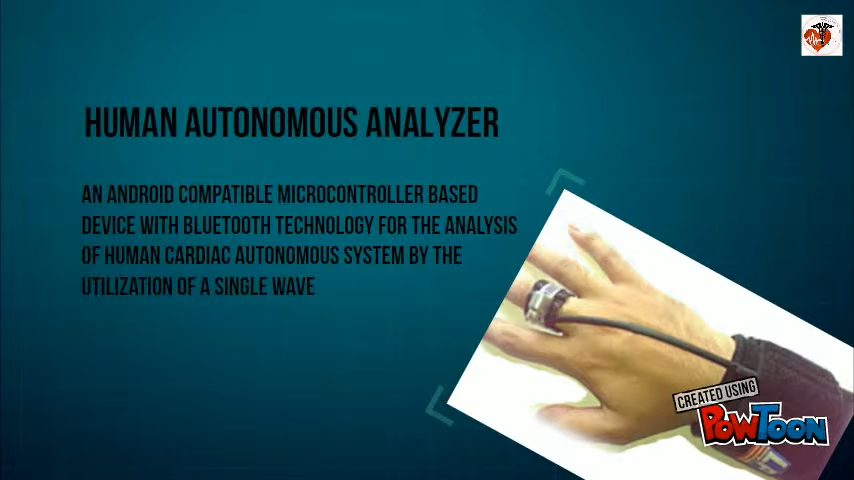 HUMAN AUTONOMOUS ANALYZER
AN ANDROID COMPATIBLE MICROCONTROLLER BASED
DEVICE WITH BLUETOOTH TECHNOLOGY FOR THE ANALYSIS
OF HUMAN CARDIAC AUTONOMOUS SYSTEM BY THE
UTILIZATION OF A SINGLE WAVE
CREATED USING
POWTOON